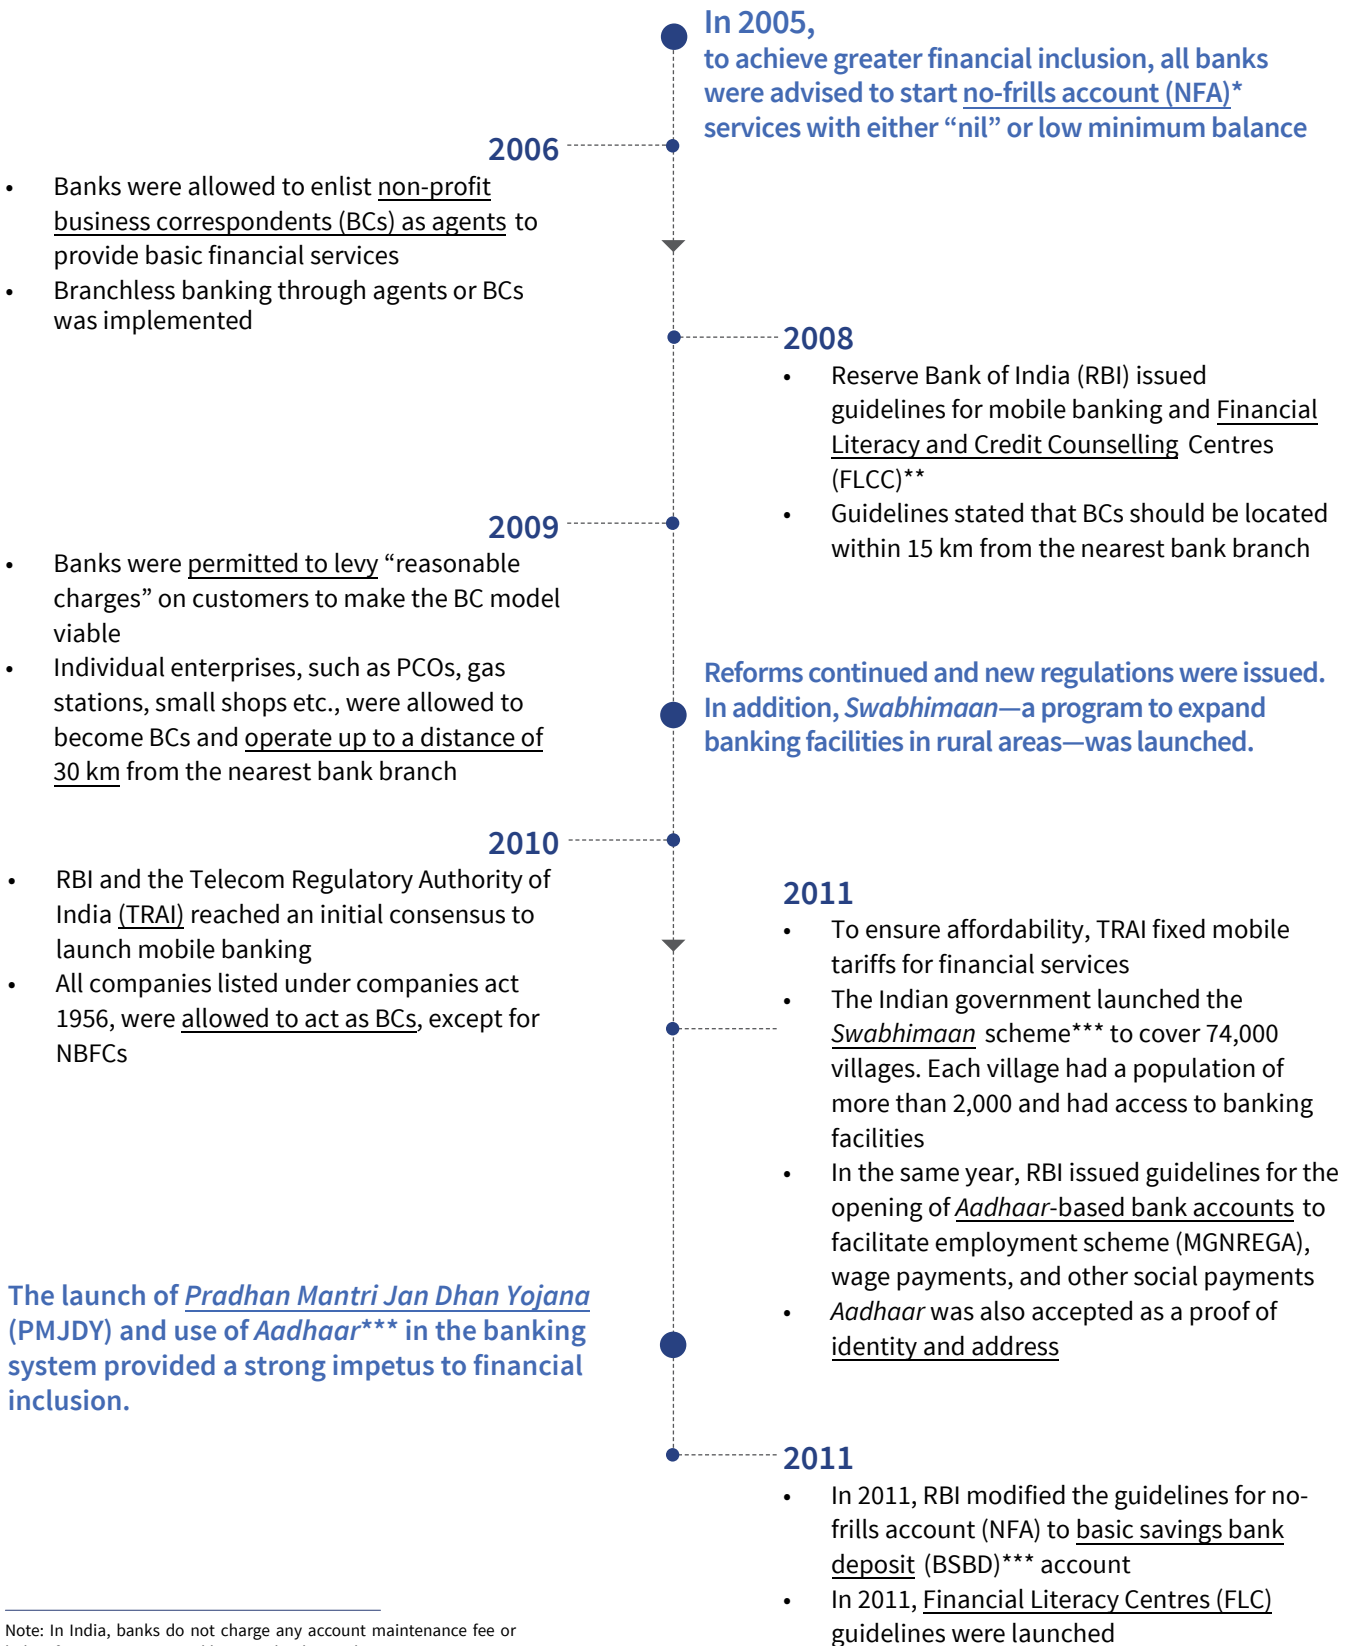 In 2005,
to achieve greater financial inclusion, all banks
were advised to start no-frills account (NFA)*
services with either “nil” or low minimum balance
2006
• Banks were allowed to enlist non-profit
business correspondents (BCs) as agents to
provide basic financial services
• Branchless banking through agents or BCs
was implemented
2008
• Reserve Bank of India (RBI) issued
guidelines for mobile banking and Financial
Literacy and Credit Counselling Centres
(FLCC)**
• Guidelines stated that BCs should be located
within 15 km from the nearest bank branch
2009
• Banks were permitted to levy “reasonable
charges” on customers to make the BC model
viable
• Individual enterprises, such as PCOs, gas
stations, small shops etc., were allowed to
become BCs and operate up to a distance of
30 km from the nearest bank branch
Reforms continued and new regulations were issued.
In addition, Swabhimaan—a program to expand
banking facilities in rural areas—was launched.
2010
• RBI and the Telecom Regulatory Authority of
India (TRAI) reached an initial consensus to
launch mobile banking
• All companies listed under companies act
1956, were allowed to act as BCs, except for
NBFCs
2011
• To ensure affordability, TRAI fixed mobile
tariffs for financial services
• The Indian government launched the
Swabhimaan scheme*** to cover 74,000
villages. Each village had a population of
more than 2,000 and had access to banking
facilities
• In the same year, RBI issued guidelines for the
opening of Aadhaar-based bank accounts to
facilitate employment scheme (MGNREGA),
wage payments, and other social payments
• Aadhaar was also accepted as a proof of
identity and address
The launch of Pradhan Mantri Jan Dhan Yojana
(PMJDY) and use of Aadhaar*** in the banking
system provided a strong impetus to financial
inclusion.
2011
• In 2011, RBI modified the guidelines for no-
frills account (NFA) to basic savings bank
deposit (BSBD)*** account
• In 2011, Financial Literacy Centres (FLC)
guidelines were launched
Note: In India, banks do not charge any account maintenance fee or